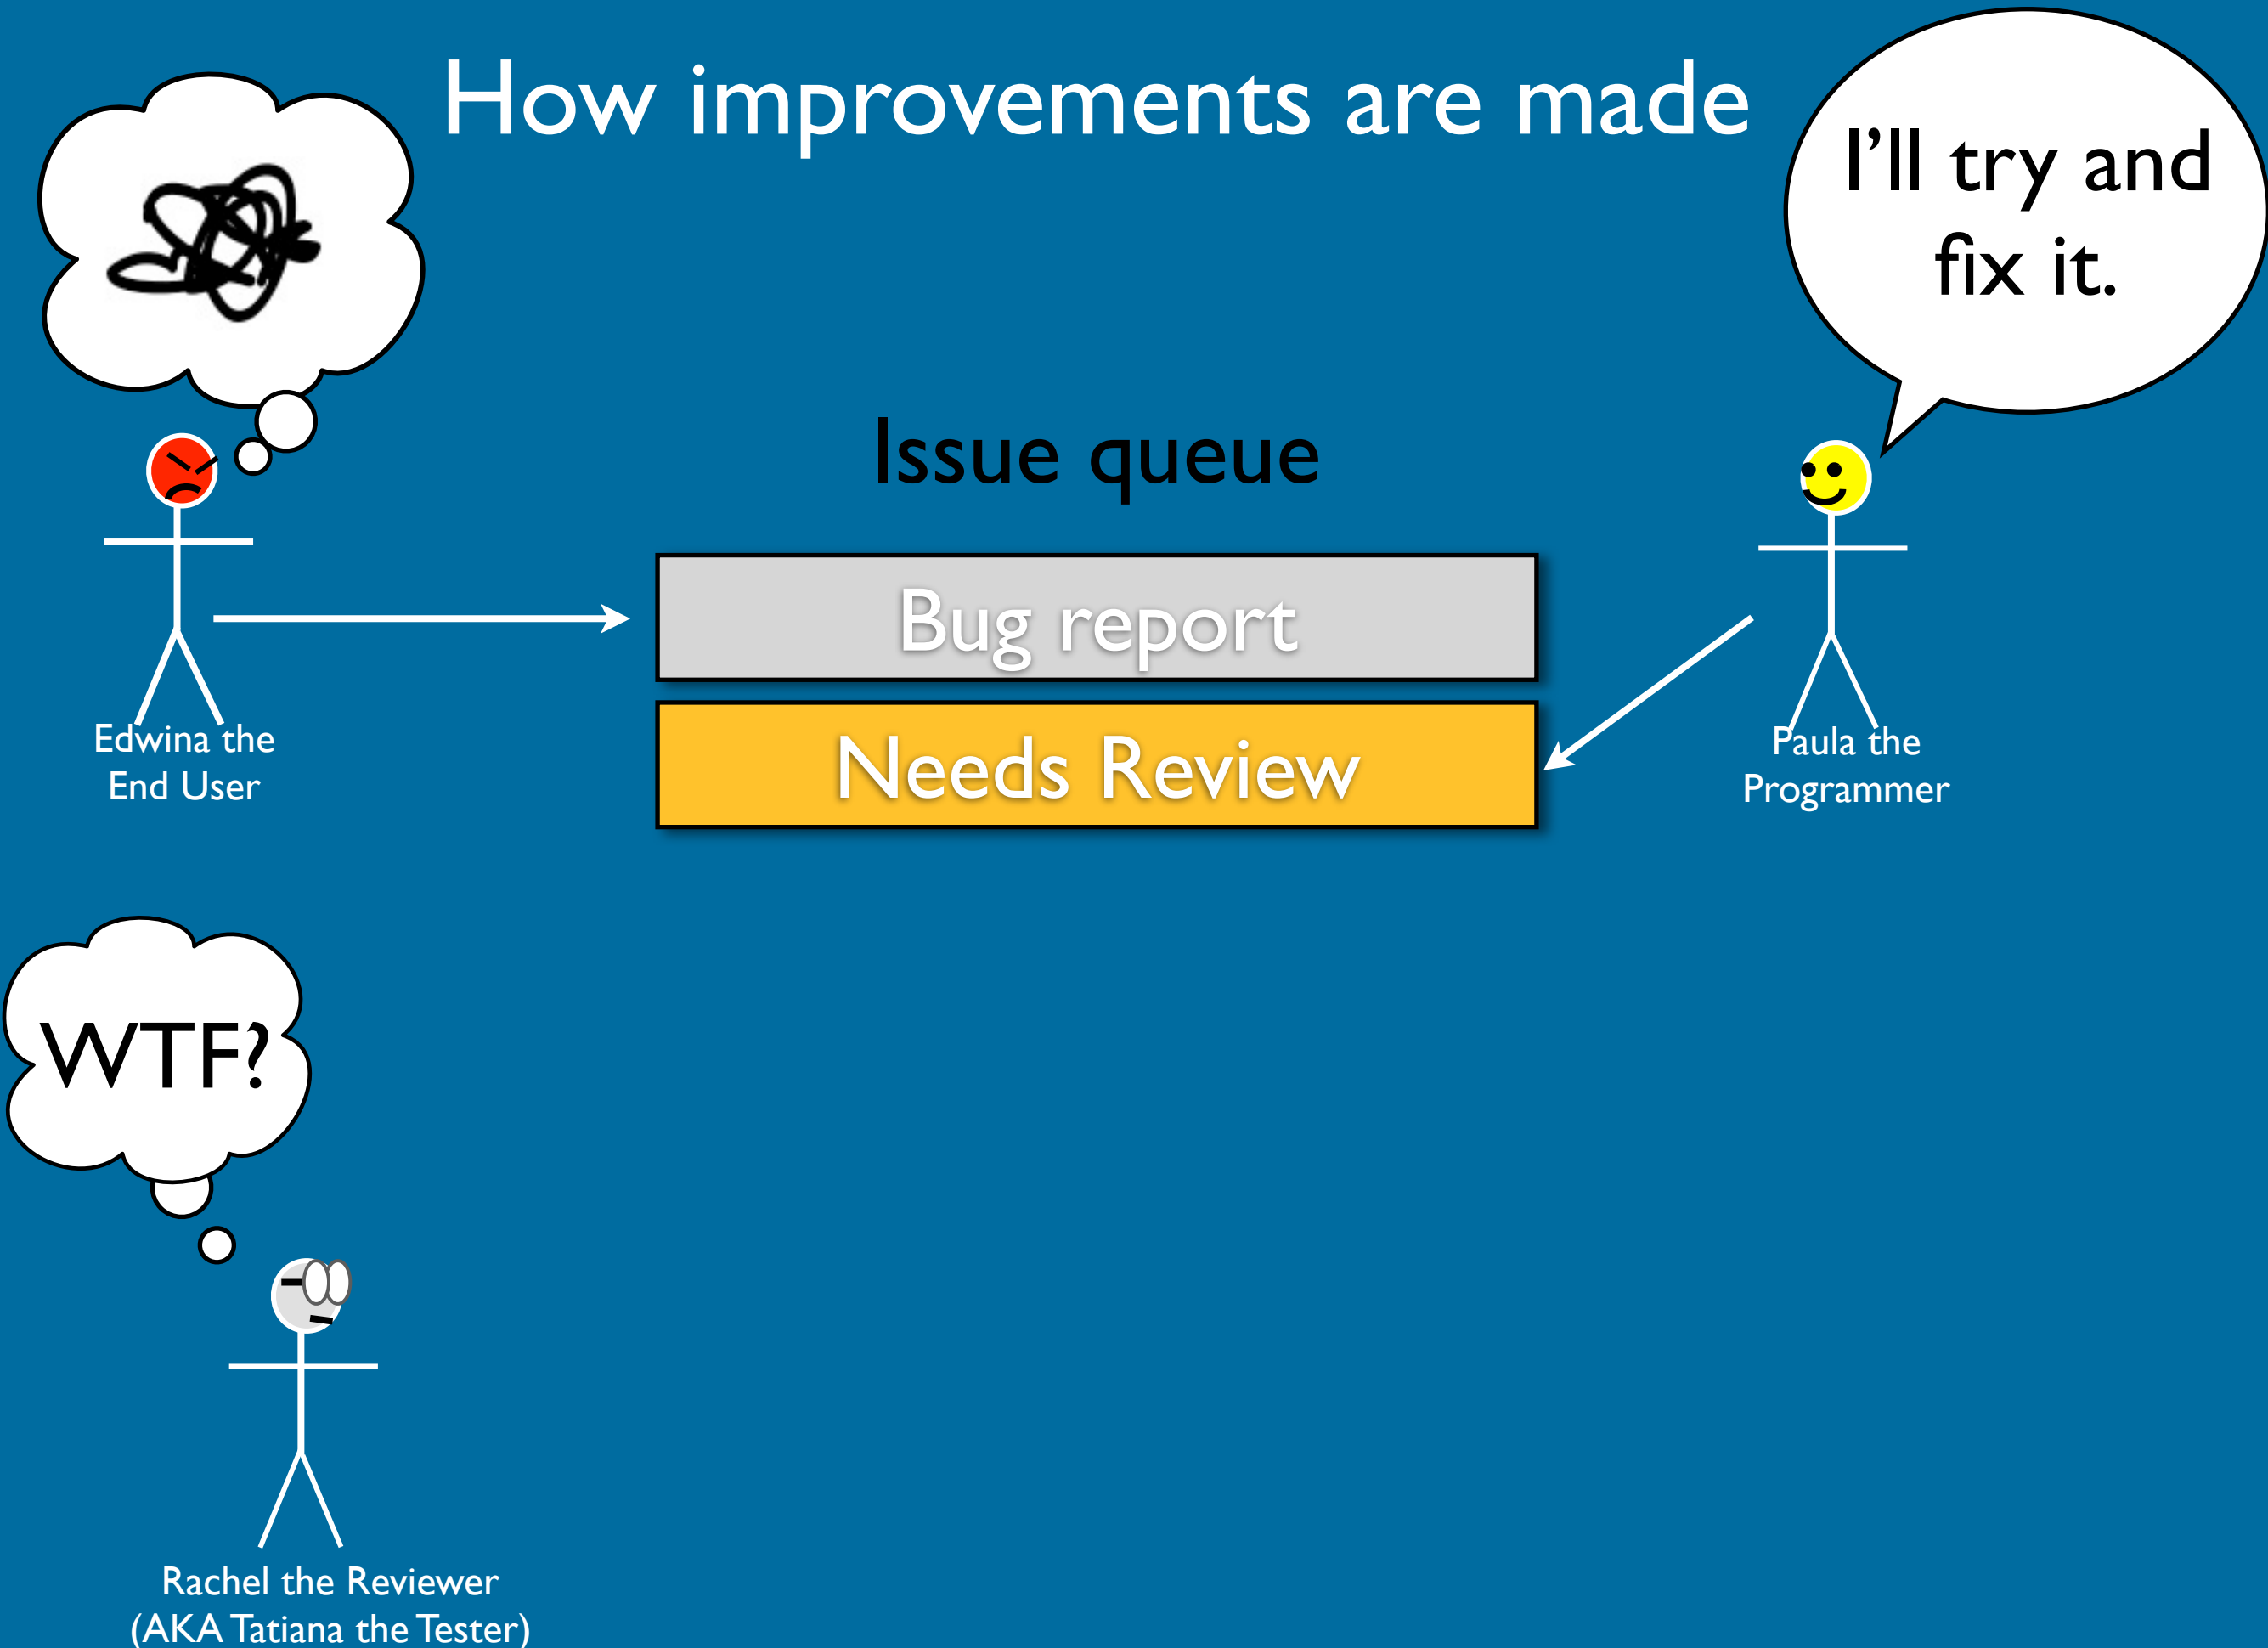 How improvements are made
I'll try and
fix it.
Issue queue
Bug report
Needs Review
Edwina the
End User
Paula the
Programmer
WTF?
Rachel the Reviewer
(AKA Tatiana the Tester)